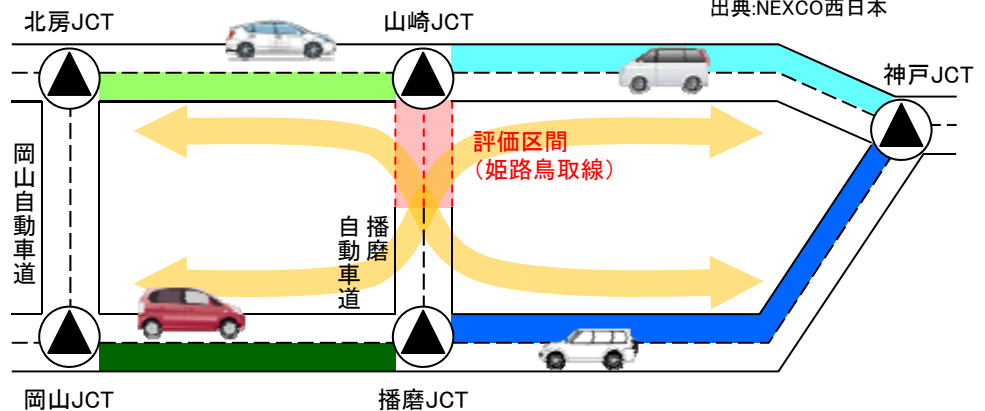 出典:NEXCO西日本
北房JCT
山崎JCT
神戸JCT
評価区間
（姫路鳥取線）
岡山自動車道
播磨
自動車道
岡山JCT
播磨JCT